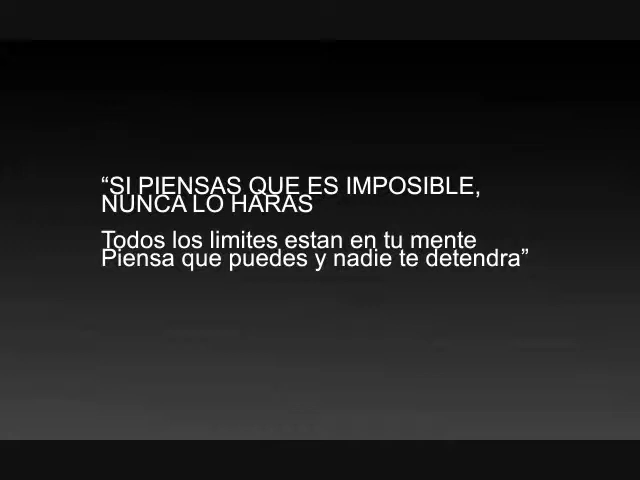 “SI PIENSAS QUE ES IMPOSIBLE,
NUNCA LO HARAS
Todos los limites estan en tu mente
Piensa que puedes y nadie te detendra”